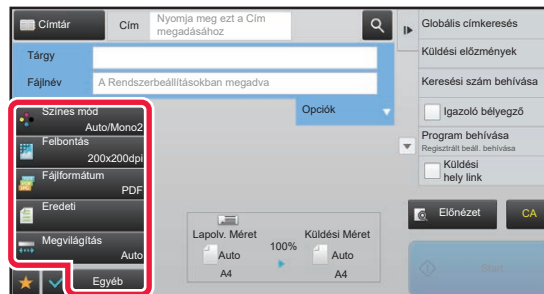 Címtár
Cím
Nyomja meg ezt a Cím
megadásához
Tárgy
Fájlnév
A Rendszerbeállításokban megadva
Opciók
Színes mód
Auto/Mono2
Felbontás
200x200dpi
Fájlformátum
PDF
Eredeti
Megvilágítás
Auto
Egyéb
Lapolv. Méret
Auto
A4
100%
Küldési Méret
Auto
A4
Globális címkeresés
Küldési előzmények
Keresési szám behívása
Igazoló bélyegző
Program behívása
Regisztrált beáll. behívása
Küldési
hely link
Előnézet
CA
Start